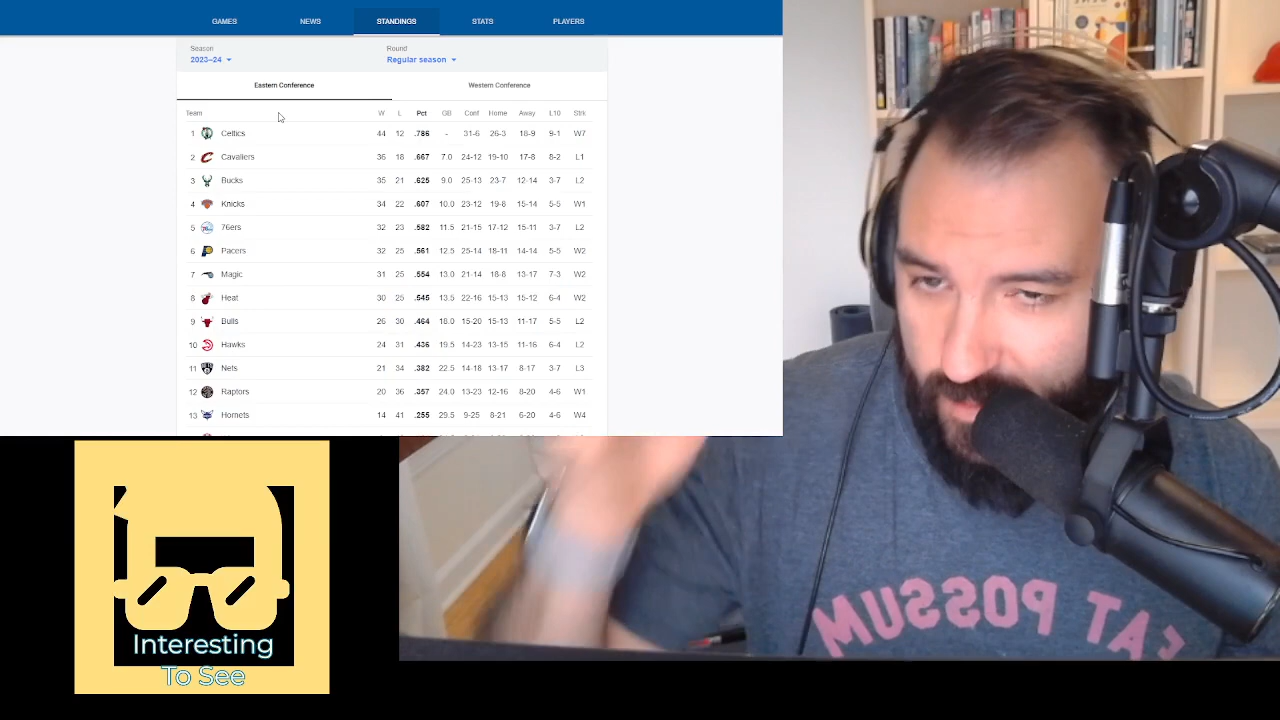 GAMES NEWS STANDINGS STATS PLAYERS
Season Round
2023–24 Regular season
Eastern Conference Western Conference
Team W L Pct GB Conf Home Away L10 Strk
1 Celtics 44 12 .786 - 31-6 26-3 18-9 9-1 W7
2 Cavaliers 36 18 .667 7.0 24-12 19-10 17-8 8-2 L1
3 Bucks 35 21 .625 9.0 25-13 23-7 12-14 3-7 L2
4 Knicks 34 22 .607 10.0 23-12 19-8 15-14 5-5 W1
5 76ers 32 23 .582 11.5 21-15 17-12 15-11 3-7 L2
6 Pacers 32 25 .561 12.5 25-14 18-11 14-14 5-5 W2
7 Magic 31 25 .554 13.0 21-14 18-8 13-17 7-3 W2
8 Heat 30 25 .545 13.5 22-16 15-13 15-12 6-4 W2
9 Bulls 26 30 .464 18.0 15-20 15-13 11-17 5-5 L2
10 Hawks 24 31 .436 19.5 14-23 13-15 11-16 6-4 L2
11 Nets 21 34 .382 22.5 14-18 13-17 8-17 3-7 L3
12 Raptors 20 36 .357 24.0 13-23 12-16 8-20 4-6 W1
13 Hornets 14 41 .255 29.5 9-25 8-21 6-20 4-6 W4
Interesting
To See
FAT POSSUM